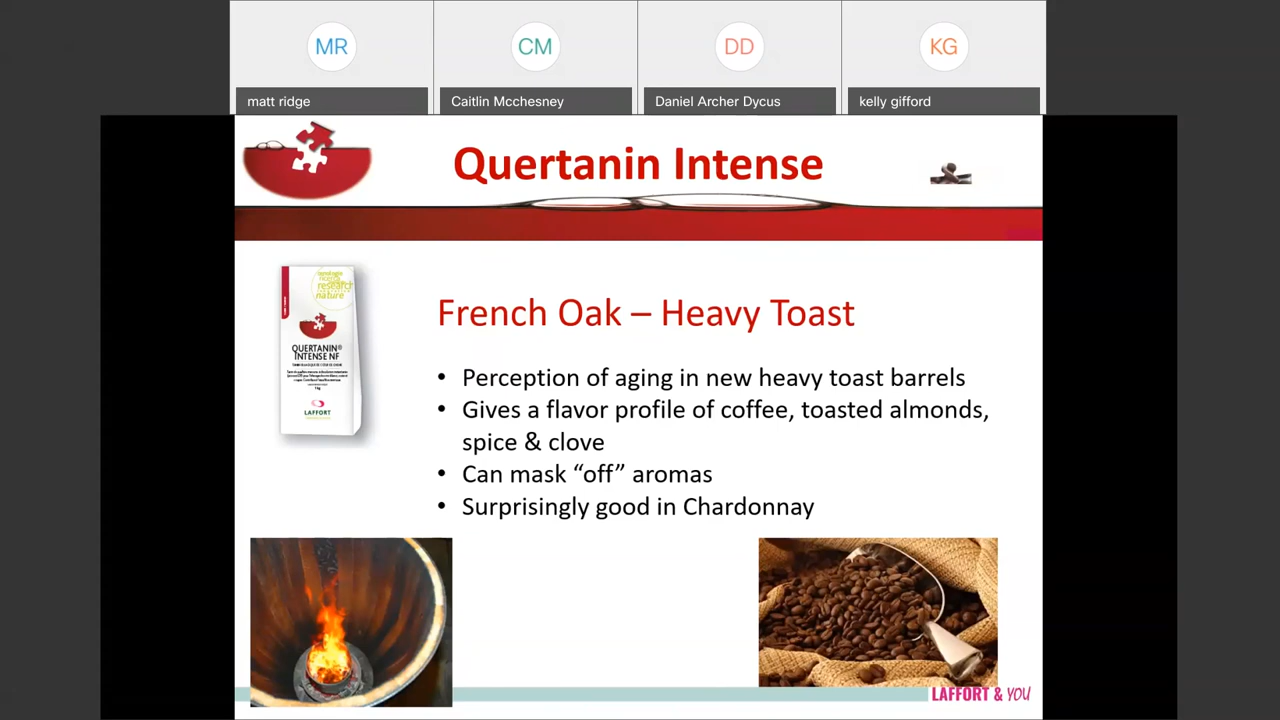 MR
CM
DD
KG
matt ridge
Caitlin Mcchesney
Daniel Archer Dycus
kelly gifford
Quertanin Intense
research
nature
QUERTANIN®
INTENSE NF
LAFFORT
French Oak – Heavy Toast
• Perception of aging in new heavy toast barrels
• Gives a flavor profile of coffee, toasted almonds,
spice & clove
• Can mask “off” aromas
• Surprisingly good in Chardonnay
LAFFORT & YOU